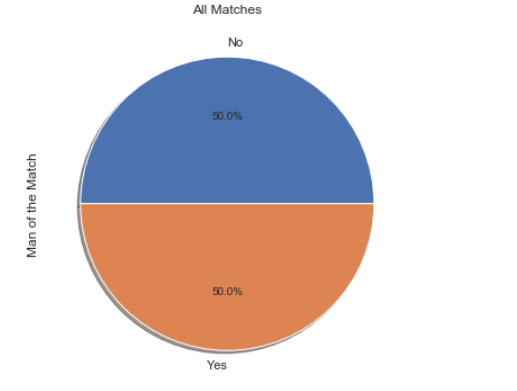 All Matches
No
50.0%
Man of the Match
50.0%
Yes